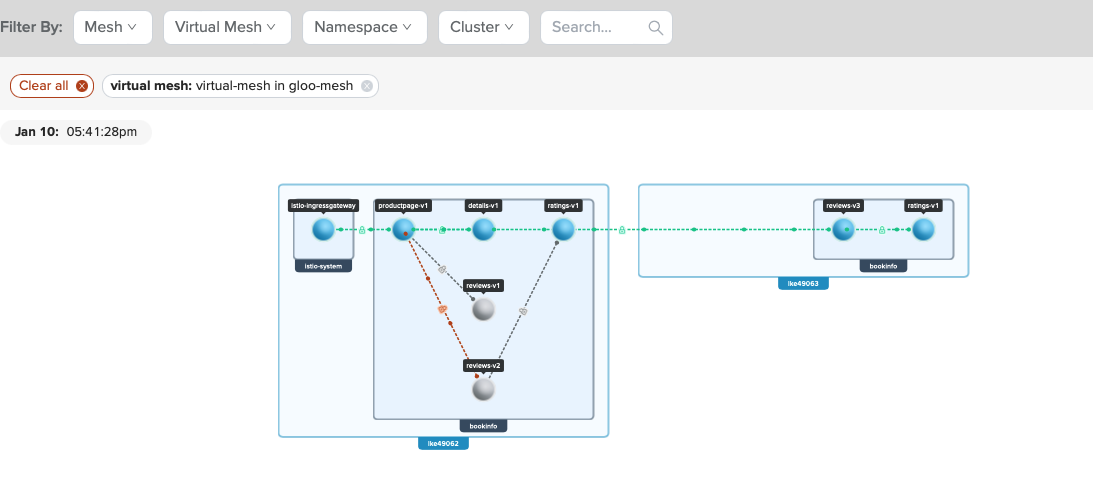 Filter By: Mesh Virtual Mesh Namespace Cluster Search...
Clear all virtual mesh: virtual-mesh in gloo-mesh
Jan 10: 05:41:28pm
istio-ingressgateway productpage-v1 details-v1 ratings-v1 reviews-v3 ratings-v1
istio-system bookinfo
reviews-v1 ike49063
reviews-v2
bookinfo
ike49062